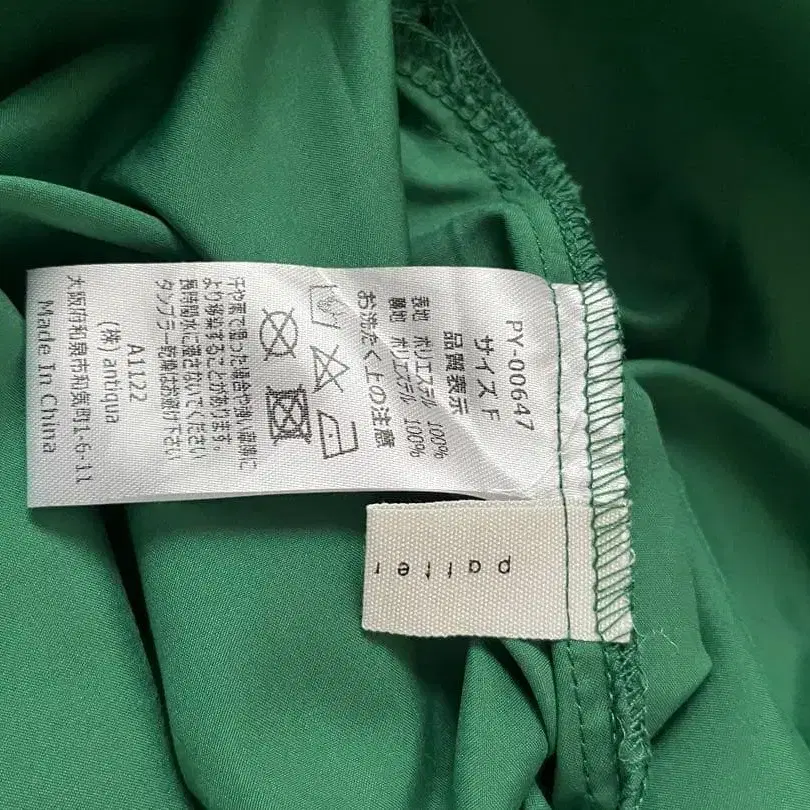 PY-00647
サイズ F
品質表示
表地 ポリエステル 100%
裏地 ポリエステル 100%
お洗たく上の注意
汗や雨で湿った場合や強い摩擦に
より移染することがあります。
長時間水に浸さないでください
タンブラー乾燥はお避け下さい
A1122
(株) antiqua
大阪府和泉市和気町1-6-11
Made In China
patter